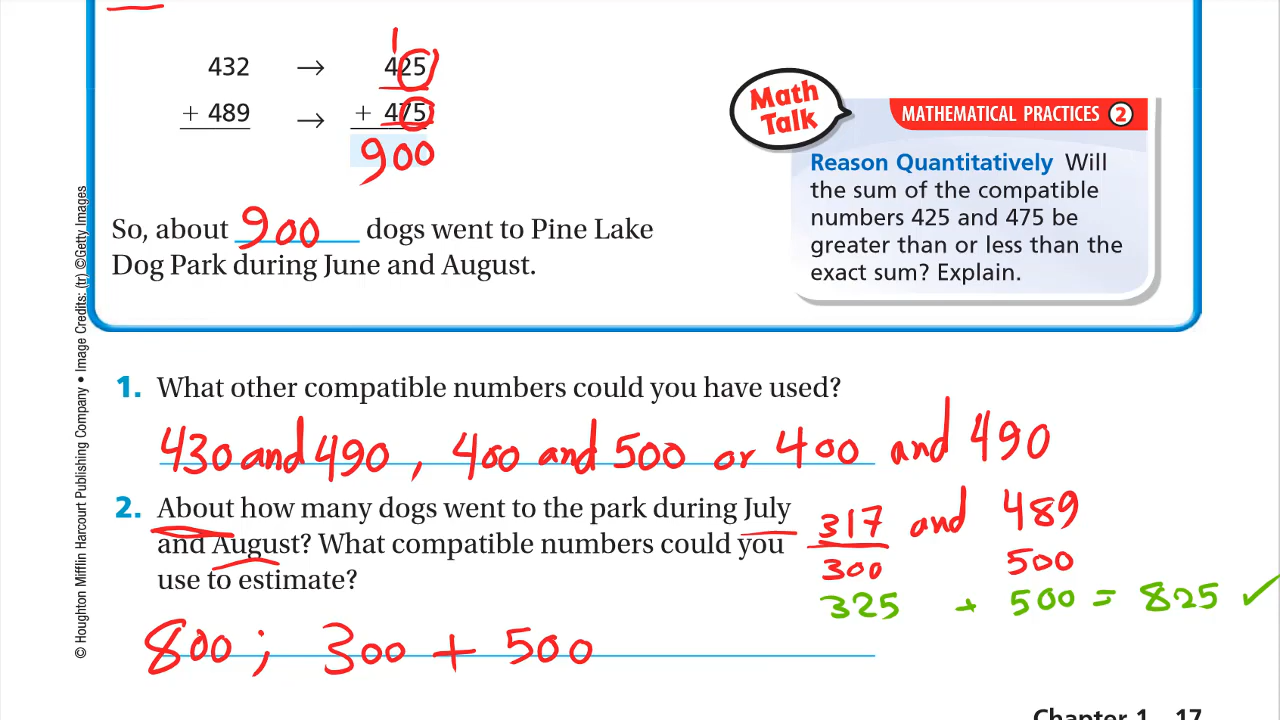 1
432 → 425
+ 489 → + 475
900
Math
Talk
MATHEMATICAL PRACTICES 2
Reason Quantitatively Will
the sum of the compatible
numbers 425 and 475 be
greater than or less than the
exact sum? Explain.
So, about 900 dogs went to Pine Lake
Dog Park during June and August.
© Houghton Mifflin Harcourt Publishing Company • Image Credits: (tr) ©Getty Images
1. What other compatible numbers could you have used?
430 and 490, 400 and 500 or 400 and 490
2. About how many dogs went to the park during July
and August? What compatible numbers could you
use to estimate?
317 and 489
300 500
325 + 500 = 825 ✓
800; 300 + 500
Chapter 1 17